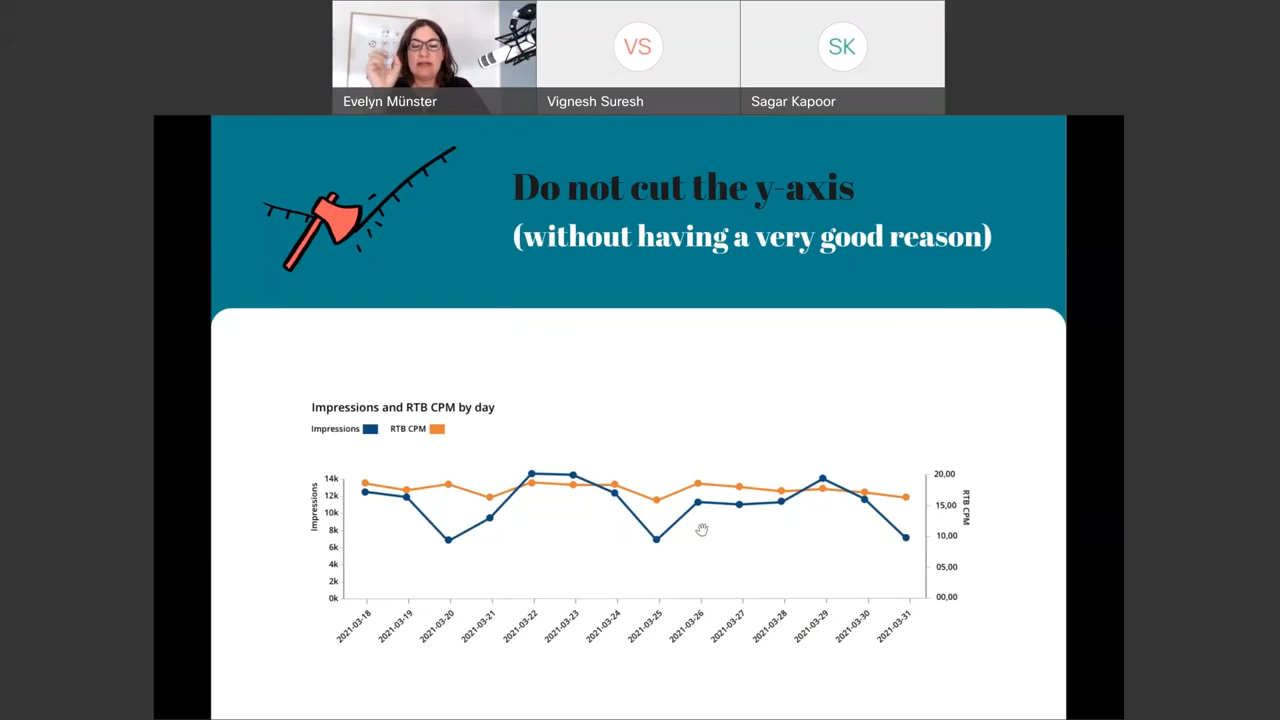 VS
SK
Evelyn Münster
Vignesh Suresh
Sagar Kapoor
Do not cut the y-axis
(without having a very good reason)
Impressions and RTB CPM by day
Impressions
RTB CPM
Impressions
14k
12k
10k
8k
6k
4k
2k
0k
20,00
15,00
10,00
05,00
00,00
RTB CPM
2021-03-18
2021-03-19
2021-03-20
2021-03-21
2021-03-22
2021-03-23
2021-03-24
2021-03-25
2021-03-26
2021-03-27
2021-03-28
2021-03-29
2021-03-30
2021-03-31